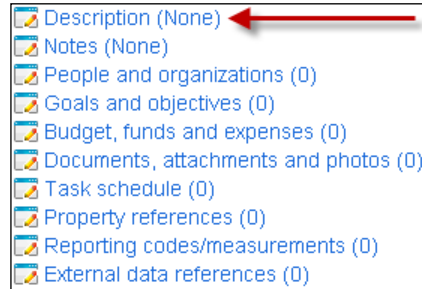 Description (None)
Notes (None)
People and organizations (0)
Goals and objectives (0)
Budget, funds and expenses (0)
Documents, attachments and photos (0)
Task schedule (0)
Property references (0)
Reporting codes/measurements (0)
External data references (0)